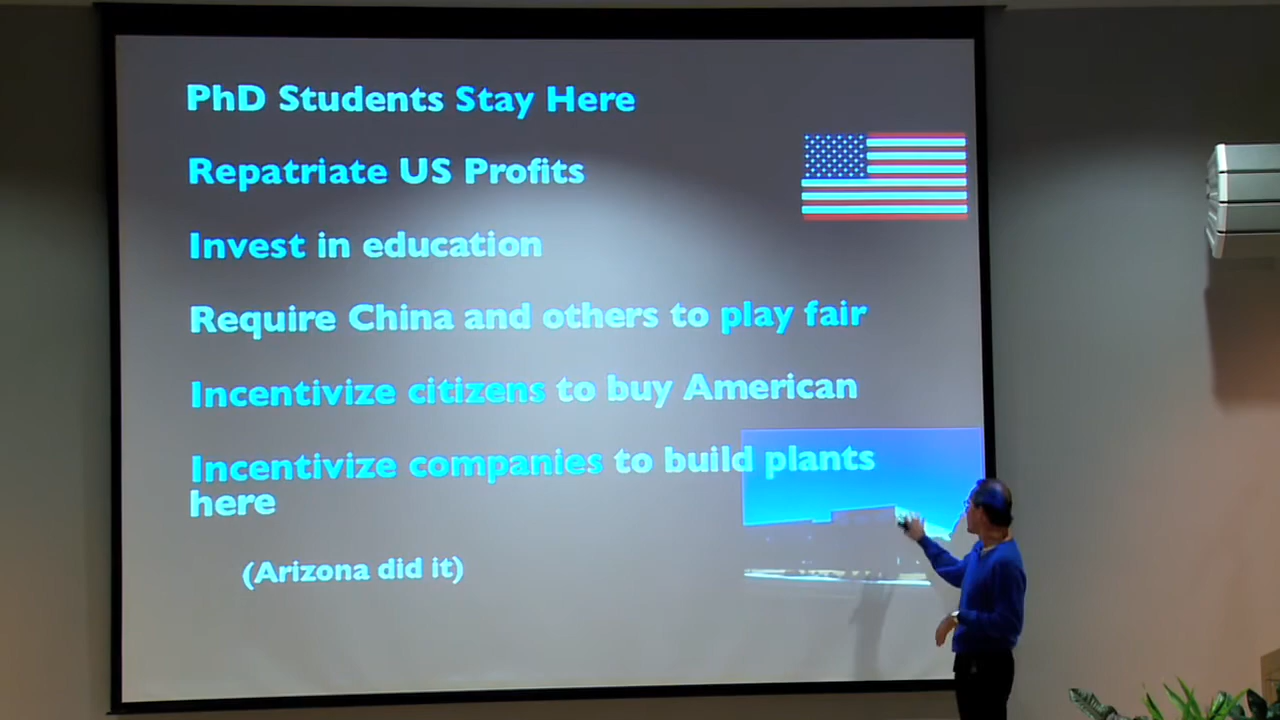 PhD Students Stay Here
Repatriate US Profits
Invest in education
Require China and others to play fair
Incentivize citizens to buy American
Incentivize companies to build plants
here
(Arizona did it)